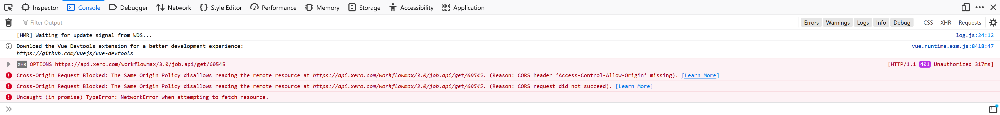 Inspector Console Debugger Network Style Editor Performance Memory Storage Accessibility Application
Filter Output Errors Warnings Logs Info Debug CSS XHR Requests
[HMR] Waiting for update signal from WDS... log.js:24:12
Download the Vue Devtools extension for a better development experience: vue.runtime.esm.js:8418:47
https://github.com/vuejs/vue-devtools
XHR OPTIONS https://api.xero.com/workflowmax/3.0/job.api/get/60545 [HTTP/1.1 401 Unauthorized 317ms]
Cross-Origin Request Blocked: The Same Origin Policy disallows reading the remote resource at https://api.xero.com/workflowmax/3.0/job.api/get/60545. (Reason: CORS header ‘Access-Control-Allow-Origin’ missing). [Learn More]
Cross-Origin Request Blocked: The Same Origin Policy disallows reading the remote resource at https://api.xero.com/workflowmax/3.0/job.api/get/60545. (Reason: CORS request did not succeed). [Learn More]
Uncaught (in promise) TypeError: NetworkError when attempting to fetch resource.